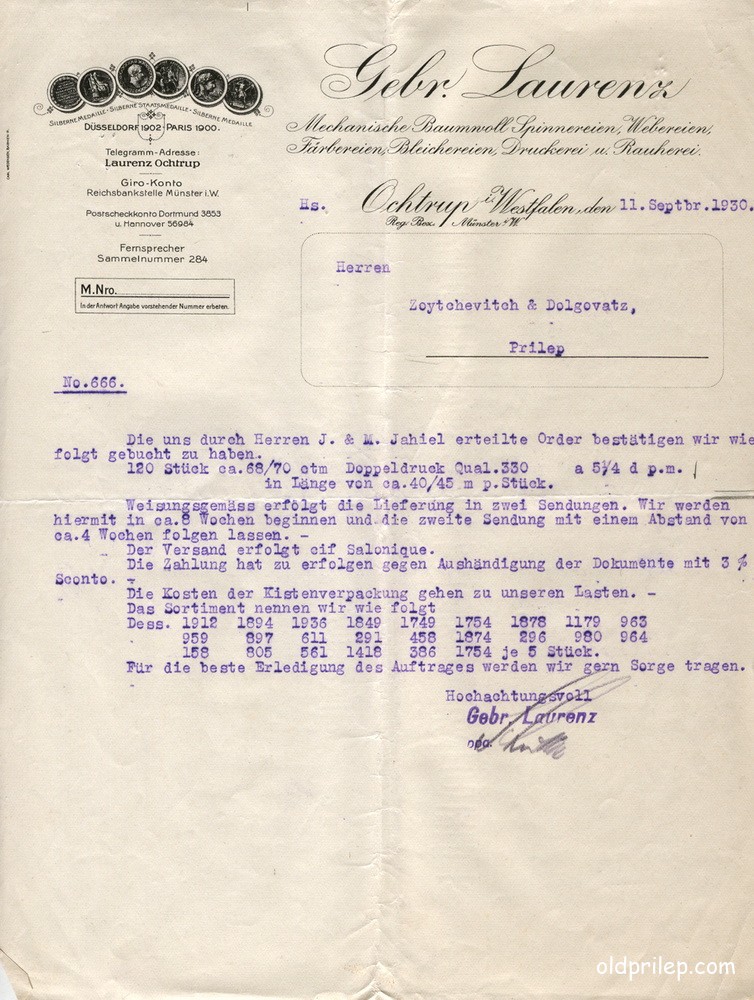 Gebr. Laurenz
Mechanische Baumwoll Spinnereien, Webereien,
Färbereien, Bleichereien, Druckerei u. Rauherei.
SILBERNE MEDAILLE - SILBERNE STAATSMEDAILLE - SILBERNE MEDAILLE
DÜSSELDORF 1902 - PARIS 1900.
Telegramm-Adresse:
Laurenz Ochtrup
Giro-Konto
Reichsbankstelle Münster i.W.
Postscheckkonto Dortmund 3853
u. Hannover 56984
Fernsprecher
Sammelnummer 284
M.Nro.
In der Antwort Angabe vorstehender Nummer erbeten.
Hs. Ochtrup i. Westfalen, den 11.Septbr.1930.
Reg. Bez. Münster i. W.
Herren
Zoytchevitch & Dolgovatz,
Prilep
No.666.
Die uns durch Herren J. & M. Jahiel erteilte Order bestätigen wir wie
folgt gebucht zu haben.
120 Stück ca.68/70 ctm Doppeldruck Qual.330 a 5 1/4 d p.m.
in Länge von ca.40/45 m p.Stück.
Weisungsgemäss erfolgt die Lieferung in zwei Sendungen. Wir werden
hiermit in ca.8 Wochen beginnen und die zweite Sendung mit einem Abstand von
ca.4 Wochen folgen lassen. -
Der Versand erfolgt cif Salonique.
Die Zahlung hat zu erfolgen gegen Aushändigung der Dokumente mit 3 %
Sconto. -
Die Kosten der Kistenverpackung gehen zu unseren Lasten. -
Das Sortiment nennen wir wie folgt
Dess. 1912 1894 1936 1849 1749 1754 1878 1179 963
959 897 611 291 458 1874 296 980 964
158 805 561 1418 386 1754 je 5 Stück.
Für die beste Erledigung des Auftrages werden wir gern Sorge tragen.
Hochachtungsvoll
Gebr. Laurenz
ppa.
oldprilep.com